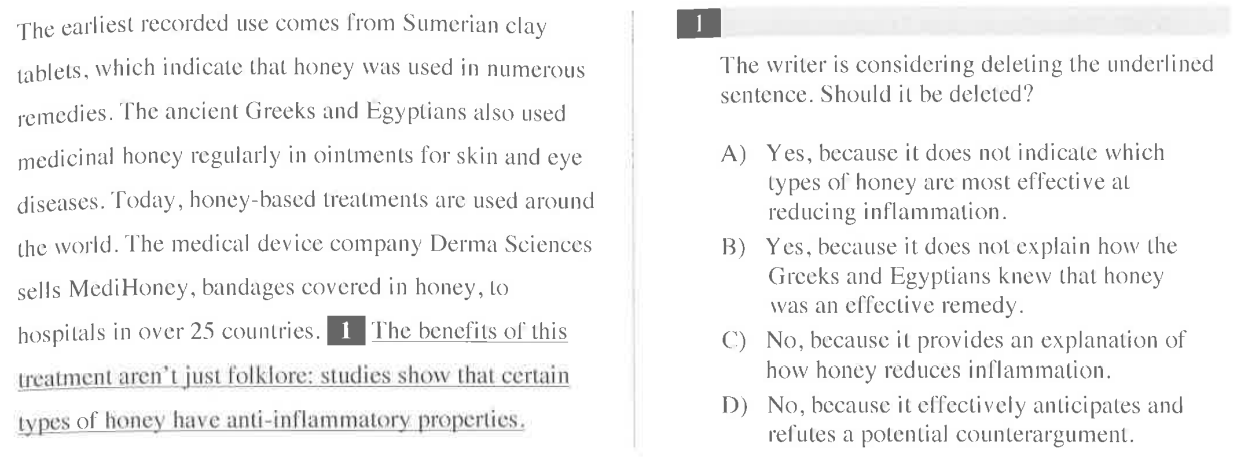 The earliest recorded use comes from Sumerian clay
tablets, which indicate that honey was used in numerous
remedies. The ancient Greeks and Egyptians also used
medicinal honey regularly in ointments for skin and eye
diseases. Today, honey-based treatments are used around
the world. The medical device company Derma Sciences
sells MediHoney, bandages covered in honey, to
hospitals in over 25 countries. 1 The benefits of this
treatment aren't just folklore: studies show that certain
types of honey have anti-inflammatory properties.
1
The writer is considering deleting the underlined
sentence. Should it be deleted?
A) Yes, because it does not indicate which
types of honey are most effective at
reducing inflammation.
B) Yes, because it does not explain how the
Greeks and Egyptians knew that honey
was an effective remedy.
C) No, because it provides an explanation of
how honey reduces inflammation.
D) No, because it effectively anticipates and
refutes a potential counterargument.